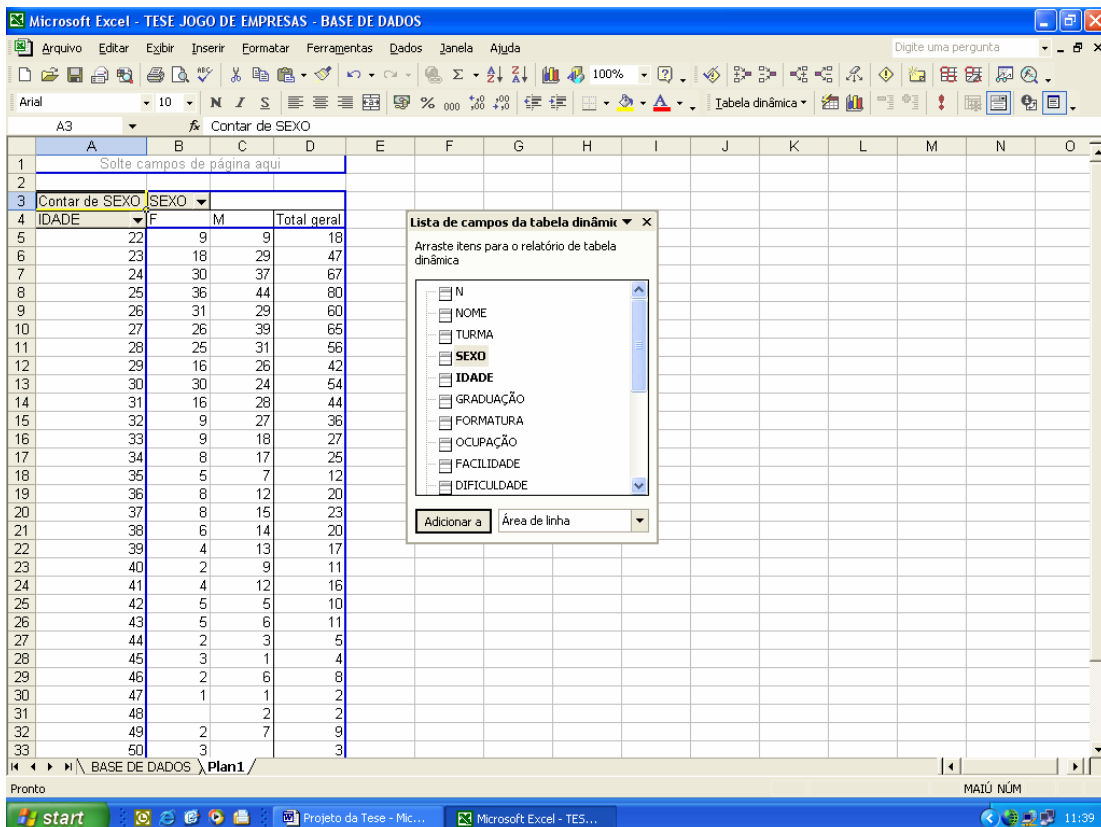 Microsoft Excel - TESE JOGO DE EMPRESAS - BASE DE DADOS
Arquivo Editar Exibir Inserir Formatar Ferramentas Dados Janela Ajuda Digite uma pergunta
100%
Arial 10 N I S % 000 Tabela dinâmica
A3 fx Contar de SEXO
A B C D E F G H I J K L M N O
1 Solte campos de página aqui
2
3 Contar de SEXO SEXO
4 IDADE F M Total geral
5 22 9 9 18
6 23 18 29 47
7 24 30 37 67
8 25 36 44 80
9 26 31 29 60
10 27 26 39 65
11 28 25 31 56
12 29 16 26 42
13 30 30 24 54
14 31 16 28 44
15 32 9 27 36
16 33 9 18 27
17 34 8 17 25
18 35 5 7 12
19 36 8 12 20
20 37 8 15 23
21 38 6 14 20
22 39 4 13 17
23 40 2 9 11
24 41 4 12 16
25 42 5 5 10
26 43 5 6 11
27 44 2 3 5
28 45 3 1 4
29 46 2 6 8
30 47 1 1 2
31 48 2 2
32 49 2 7 9
33 50 3 3
Lista de campos da tabela dinâmic
Arraste itens para o relatório de tabela
dinâmica
N
NOME
TURMA
SEXO
IDADE
GRADUAÇÃO
FORMATURA
OCUPAÇÃO
FACILIDADE
DIFICULDADE
Adicionar a Área de linha
BASE DE DADOS Plan1
Pronto MAIÚ NÚM
start Projeto da Tese - Mic... Microsoft Excel - TES... 11:39